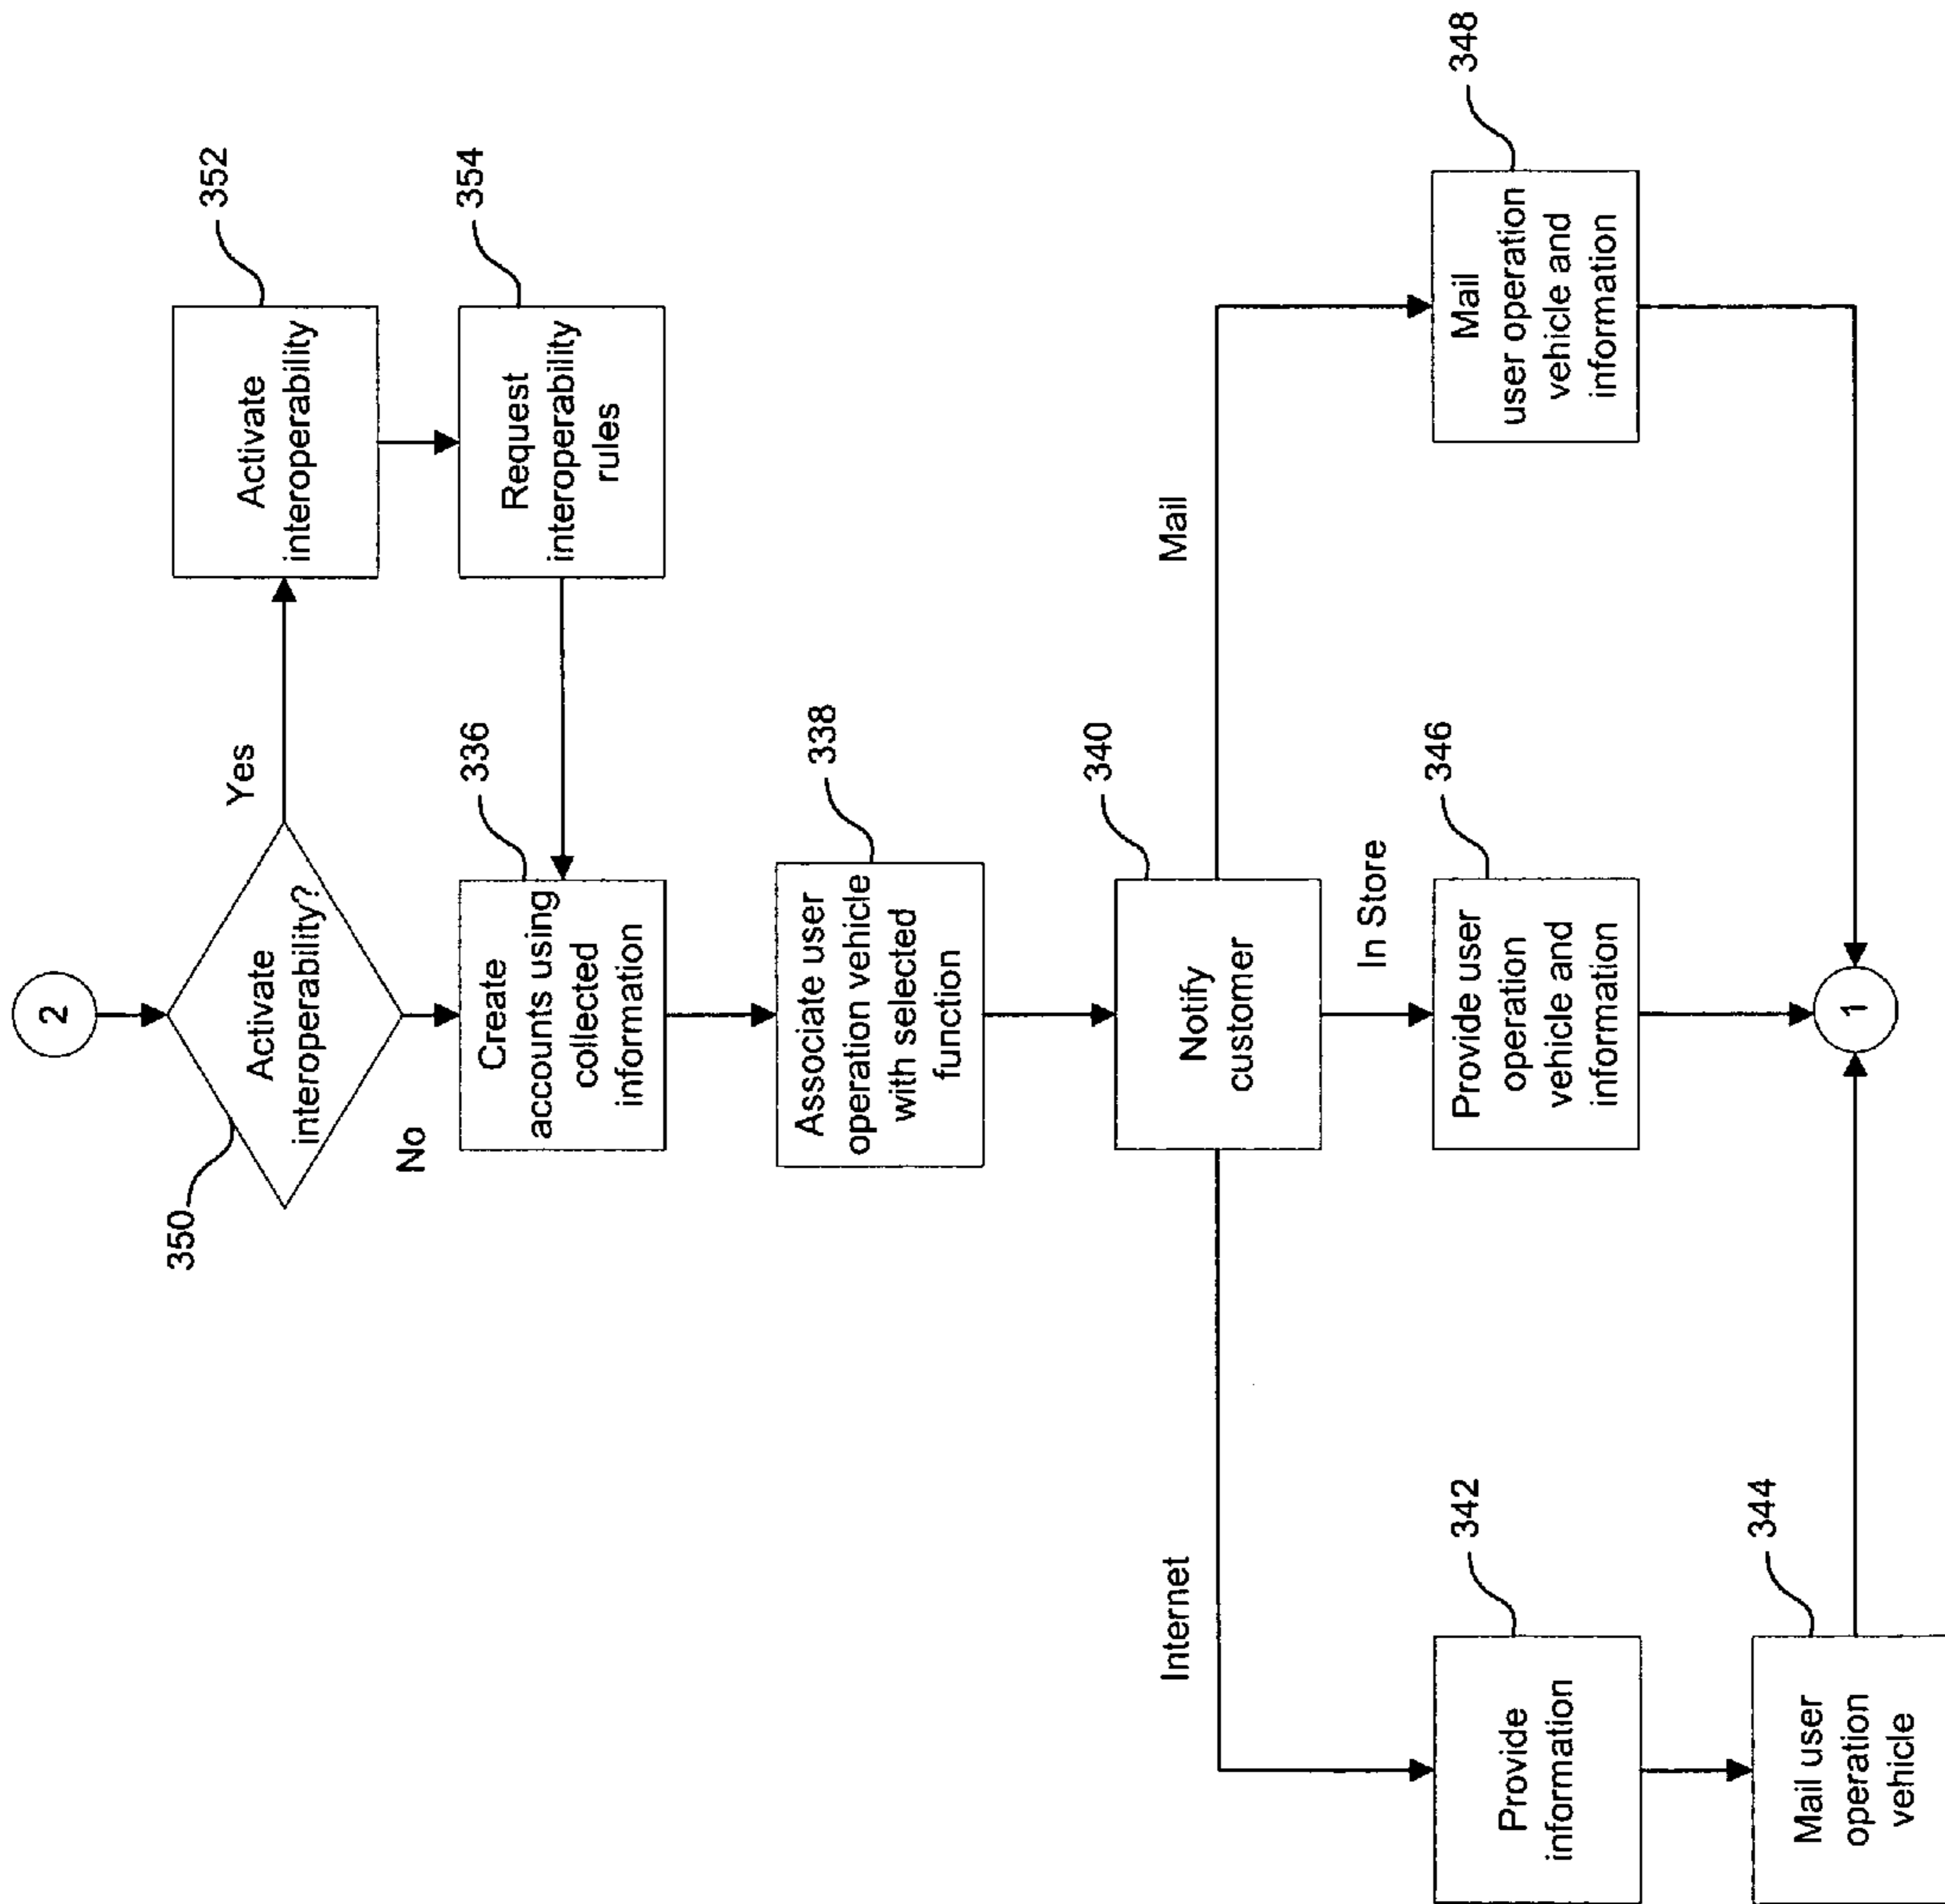 2
350
Activate
interoperability?
Yes
No
352
Activate
interoperability
354
Request
interoperability
rules
336
Create
accounts using
collected
information
338
Associate user
operation vehicle
with selected
function
340
Notify
customer
Internet
In Store
Mail
342
Provide
information
344
Mail user
operation
vehicle
346
Provide user
operation
vehicle and
information
348
Mail
user operation
vehicle and
information
1